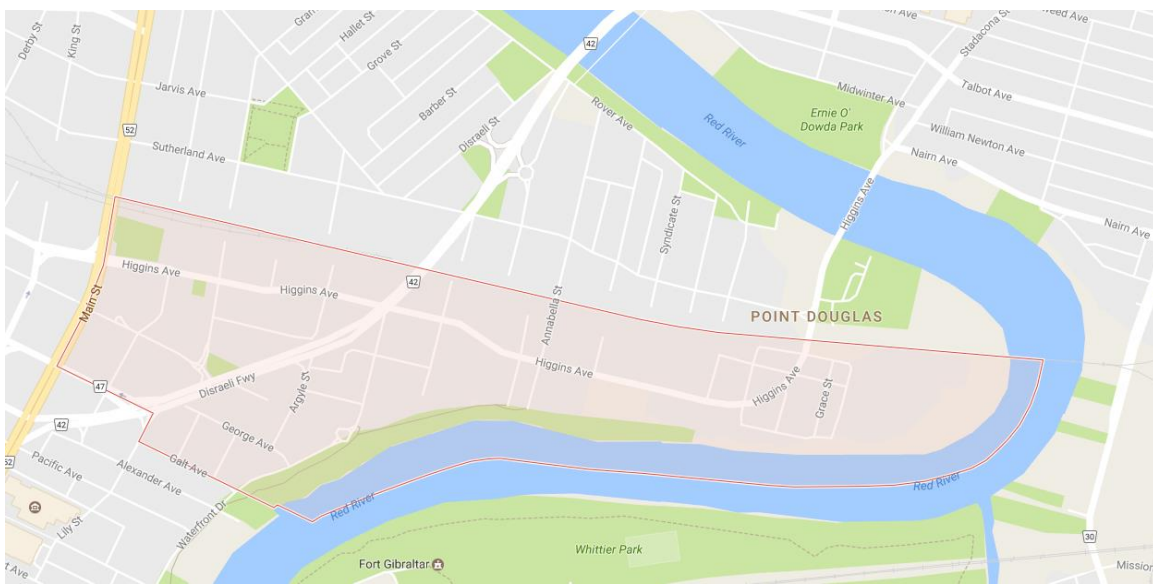 Derby St
King St
Hallet St
Grove St
42
Stadacona St
Jarvis Ave
Barber St
Rover Ave
Midwinter Ave
Talbot Ave
Ernie O'
Dowda Park
52
Disraeli St
Red River
William Newton Ave
Sutherland Ave
Nairn Ave
Higgins Ave
Syndicate St
Nairn Ave
Higgins Ave
Higgins Ave
42
Main St
Annabella St
POINT DOUGLAS
47
Disraeli Fwy
Argyle St
Higgins Ave
Higgins Ave
Grace St
42
George Ave
Pacific Ave
52
Alexander Ave
Galt Ave
Red River
Red River
Lily St
Waterfront Dr
30
Whittier Park
Fort Gibraltar
Mission